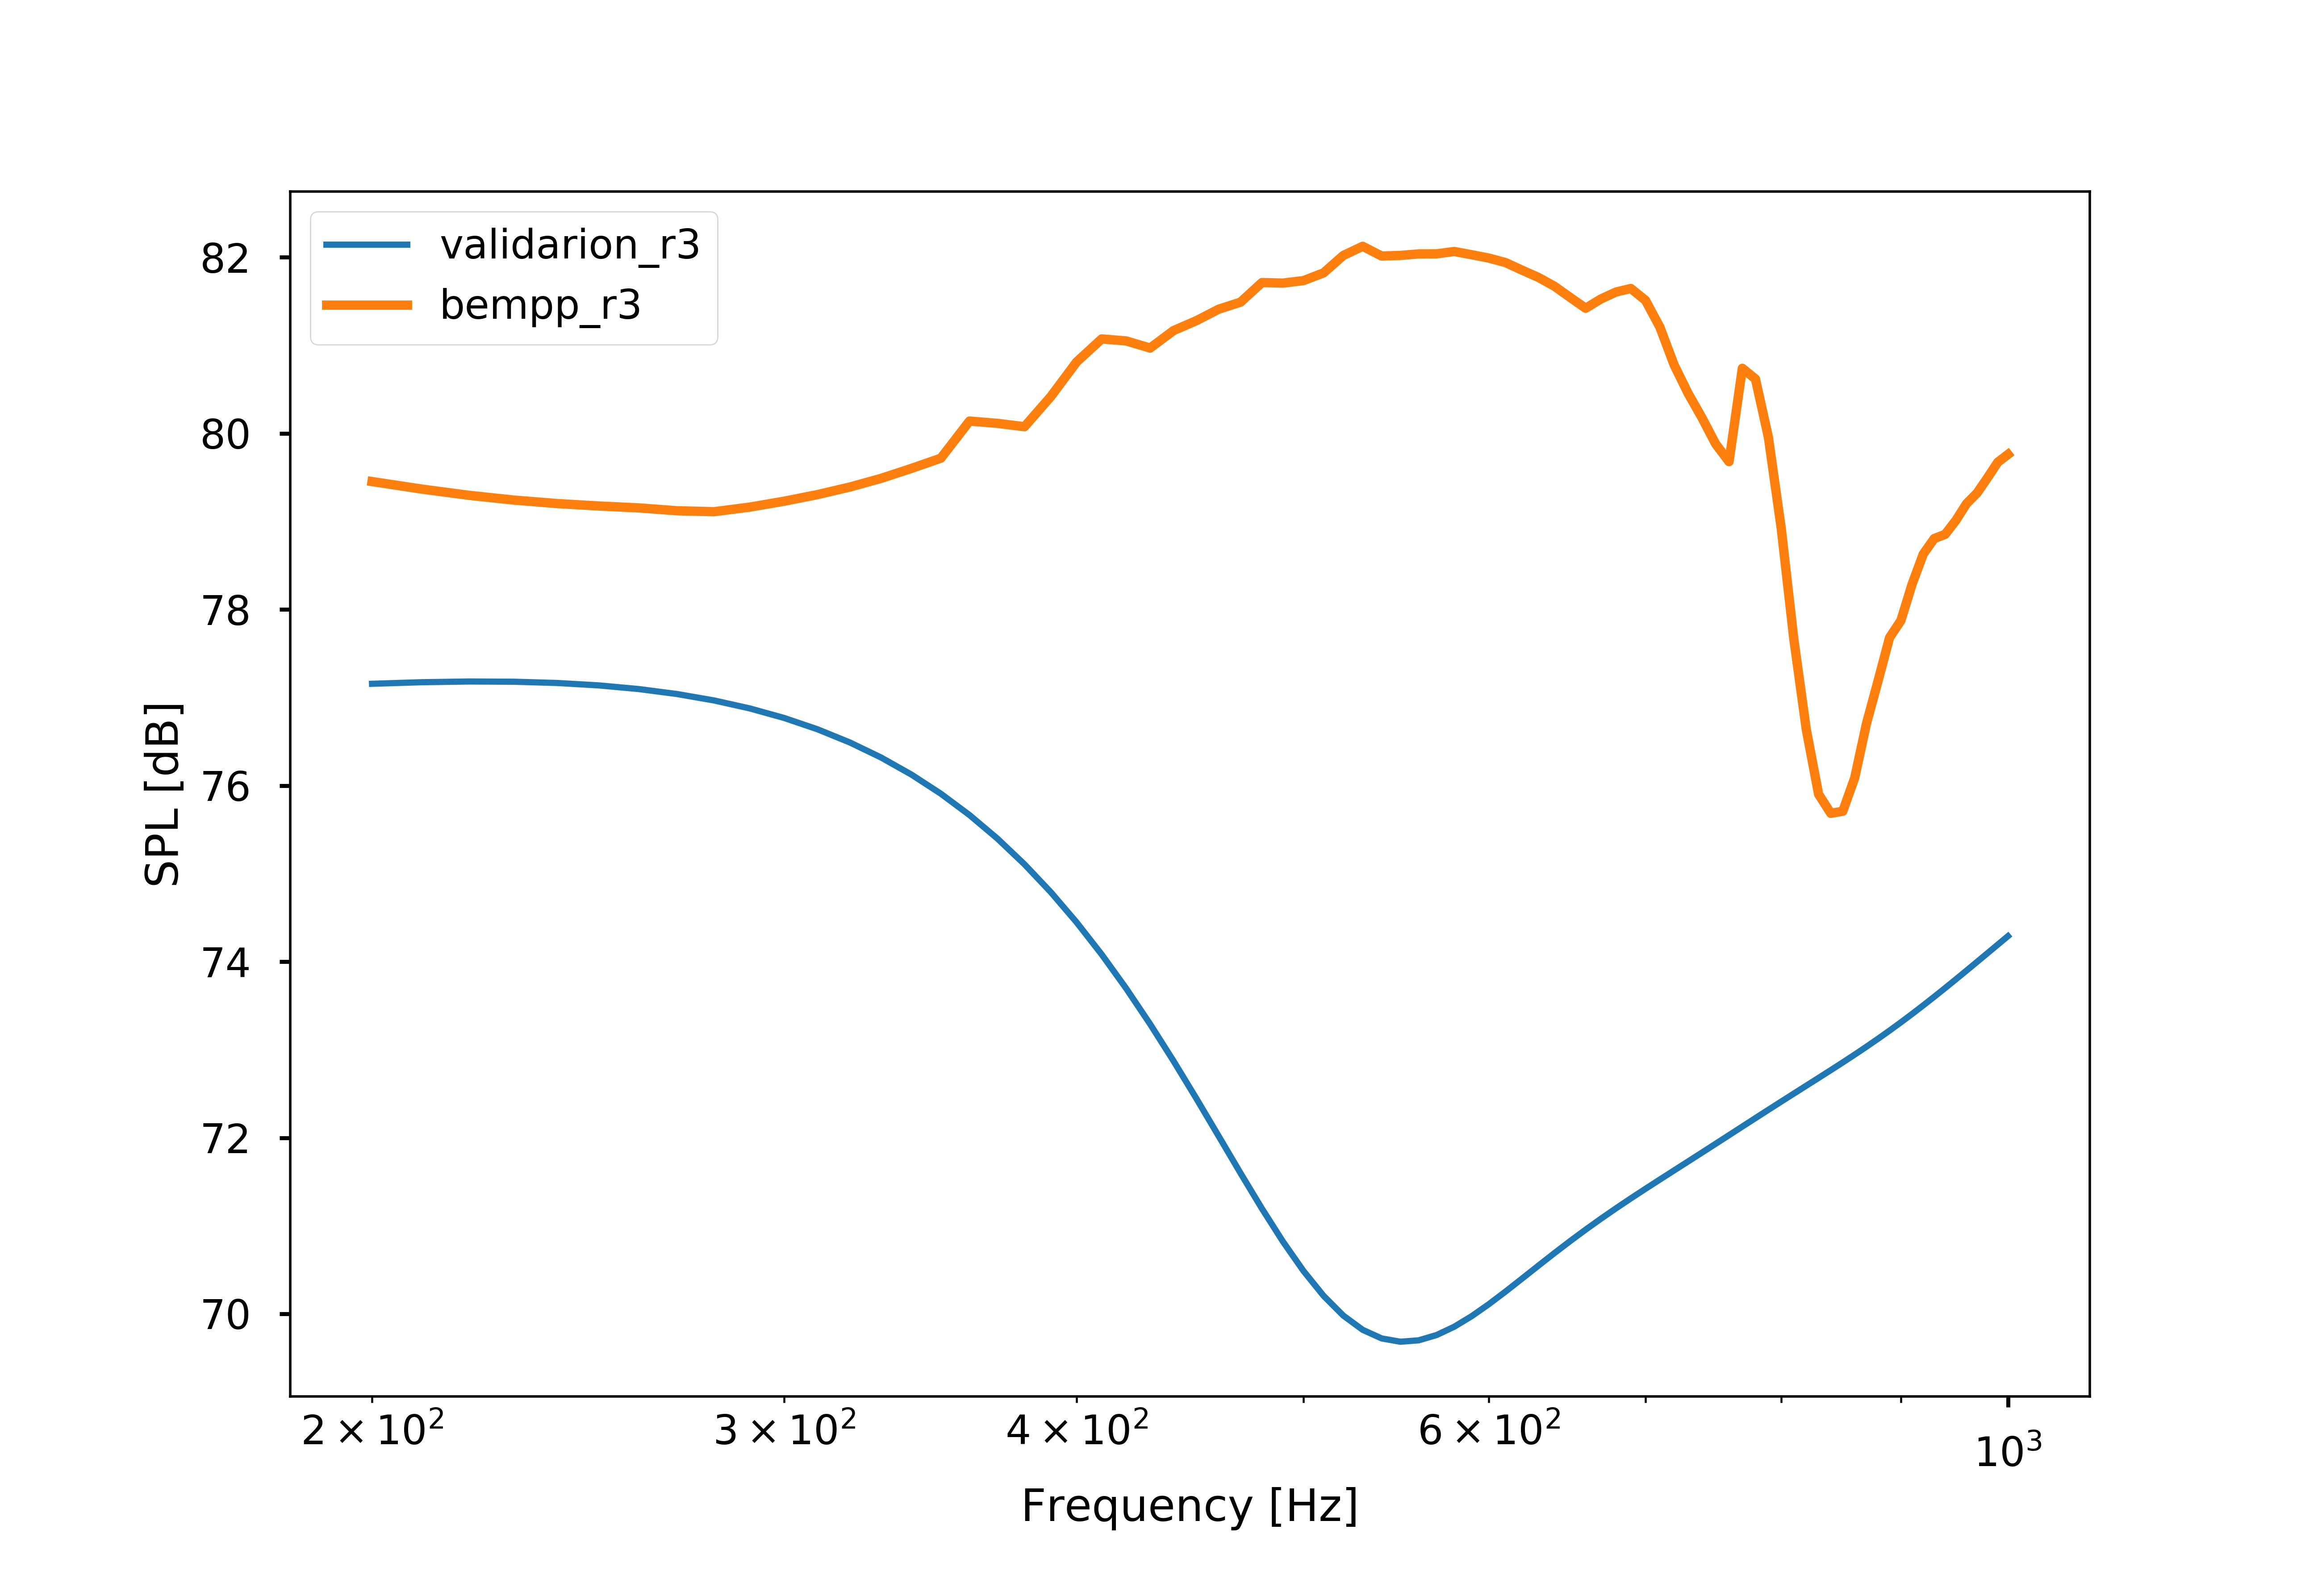 validarion_r3
bempp_r3
82
80
78
76
74
72
70
SPL [dB]
2 × 10²
3 × 10²
4 × 10²
6 × 10²
10³
Frequency [Hz]